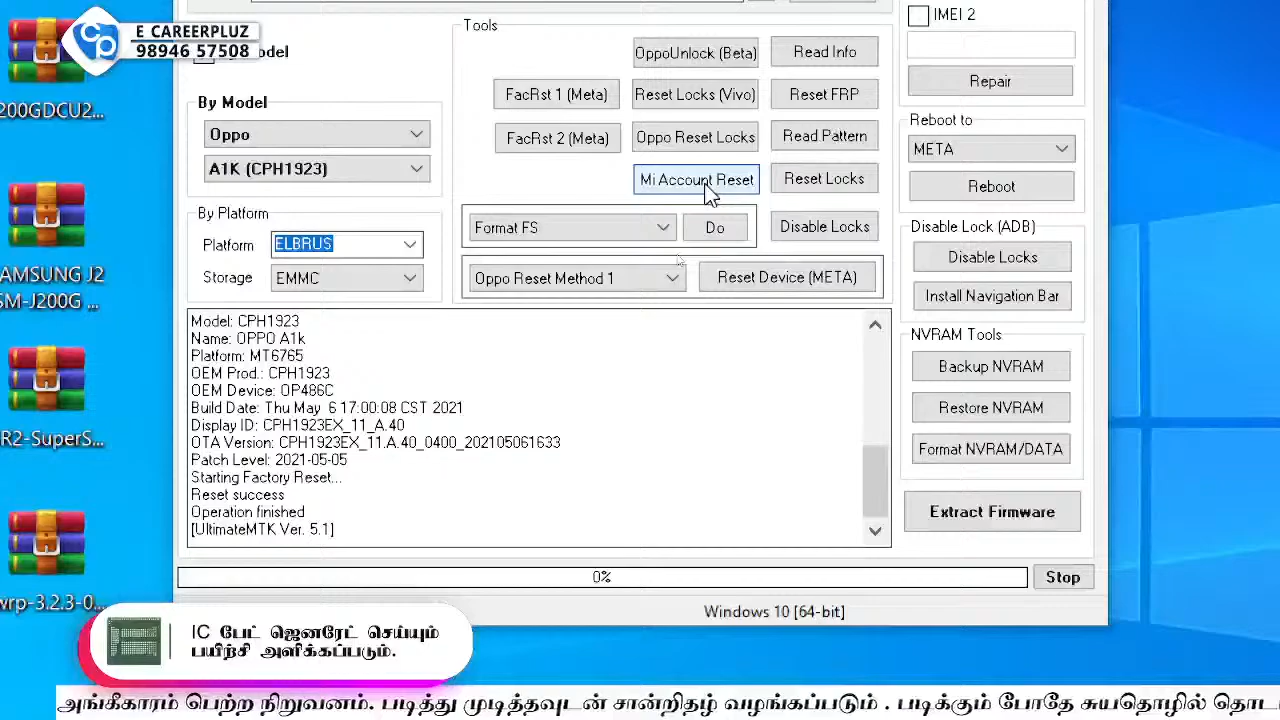 E CAREERPLUZ
98946 57508
Tools
IMEI 2
OppoUnlock (Beta)
Read Info
FacRst 1 (Meta)
Reset Locks (Vivo)
Reset FRP
Repair
By Model
Oppo
FacRst 2 (Meta)
Oppo Reset Locks
Read Pattern
Reboot to
META
A1K (CPH1923)
Mi Account Reset
Reset Locks
Reboot
By Platform
Platform
ELBRUS
Format FS
Do
Disable Locks
Disable Lock (ADB)
Disable Locks
Storage
EMMC
Oppo Reset Method 1
Reset Device (META)
Install Navigation Bar
Model: CPH1923
Name: OPPO A1k
Platform: MT6765
OEM Prod.: CPH1923
OEM Device: OP486C
Build Date: Thu May 6 17:00:08 CST 2021
Display ID: CPH1923EX_11_A.40
OTA Version: CPH1923EX_11.A.40_0400_202105061633
Patch Level: 2021-05-05
Starting Factory Reset...
Reset success
Operation finished
[UltimateMTK Ver. 5.1]
NVRAM Tools
Backup NVRAM
Restore NVRAM
Format NVRAM/DATA
Extract Firmware
0%
Stop
Windows 10 [64-bit]
200GDCU2...
AMSUNG J2
SM-J200G ...
R2-SuperS...
wrp-3.2.3-0...
IC பேட் ஜெனரேட் செய்யும்
பயிற்சி அளிக்கப்படும்.
அங்கீகாரம் பெற்ற நிறுவனம். படித்து முடித்தவுடன் சான்றிதழ் வழங்கப்படும் . படிக்கும் போதே சுயதொழில் தொட